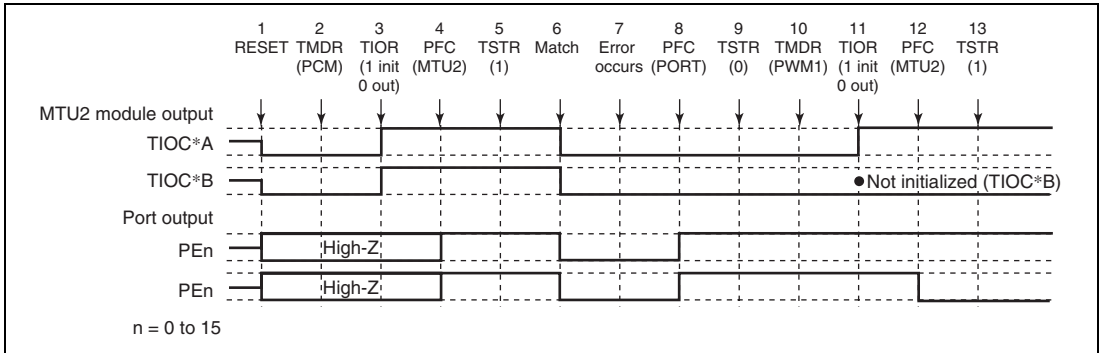 1 2 3 4 5 6 7 8 9 10 11 12 13
RESET TMDR TIOR PFC TSTR Match Error PFC TSTR TMDR TIOR PFC TSTR
(PCM) (1 init (MTU2) (1) occurs (PORT) (0) (PWM1) (1 init (MTU2) (1)
0 out) 0 out)
MTU2 module output
TIOC*A
TIOC*B
●Not initialized (TIOC*B)
Port output
PEn
High-Z
PEn
High-Z
n = 0 to 15